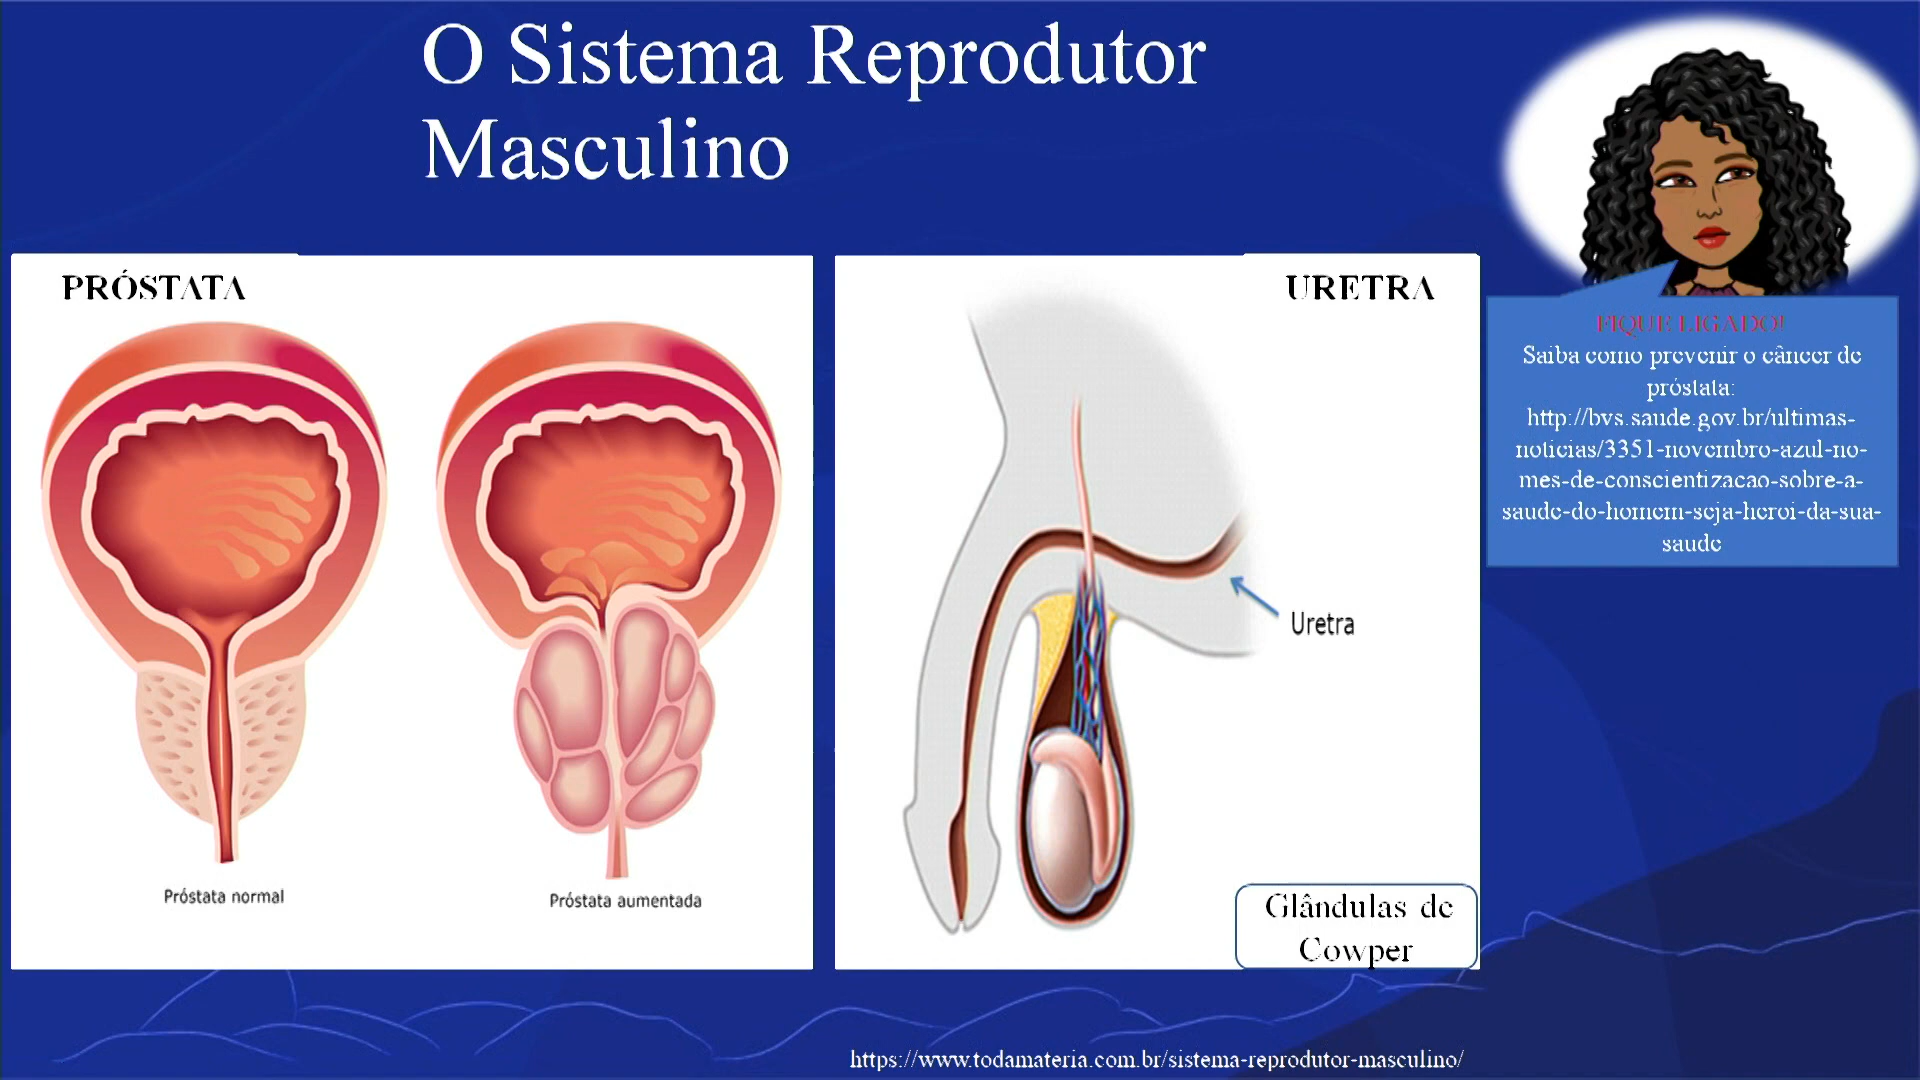 O Sistema Reprodutor
Masculino
PRÓSTATA
Próstata normal
Próstata aumentada
URETRA
Uretra
Glândulas de
Cowper
FIQUE LIGADO!
Saiba como prevenir o câncer de
próstata:
http://bvs.saude.gov.br/ultimas-
noticias/3351-novembro-azul-no-
mes-de-conscientizacao-sobre-a-
saude-do-homem-seja-heroi-da-sua-
saude
https://www.todamateria.com.br/sistema-reprodutor-masculino/